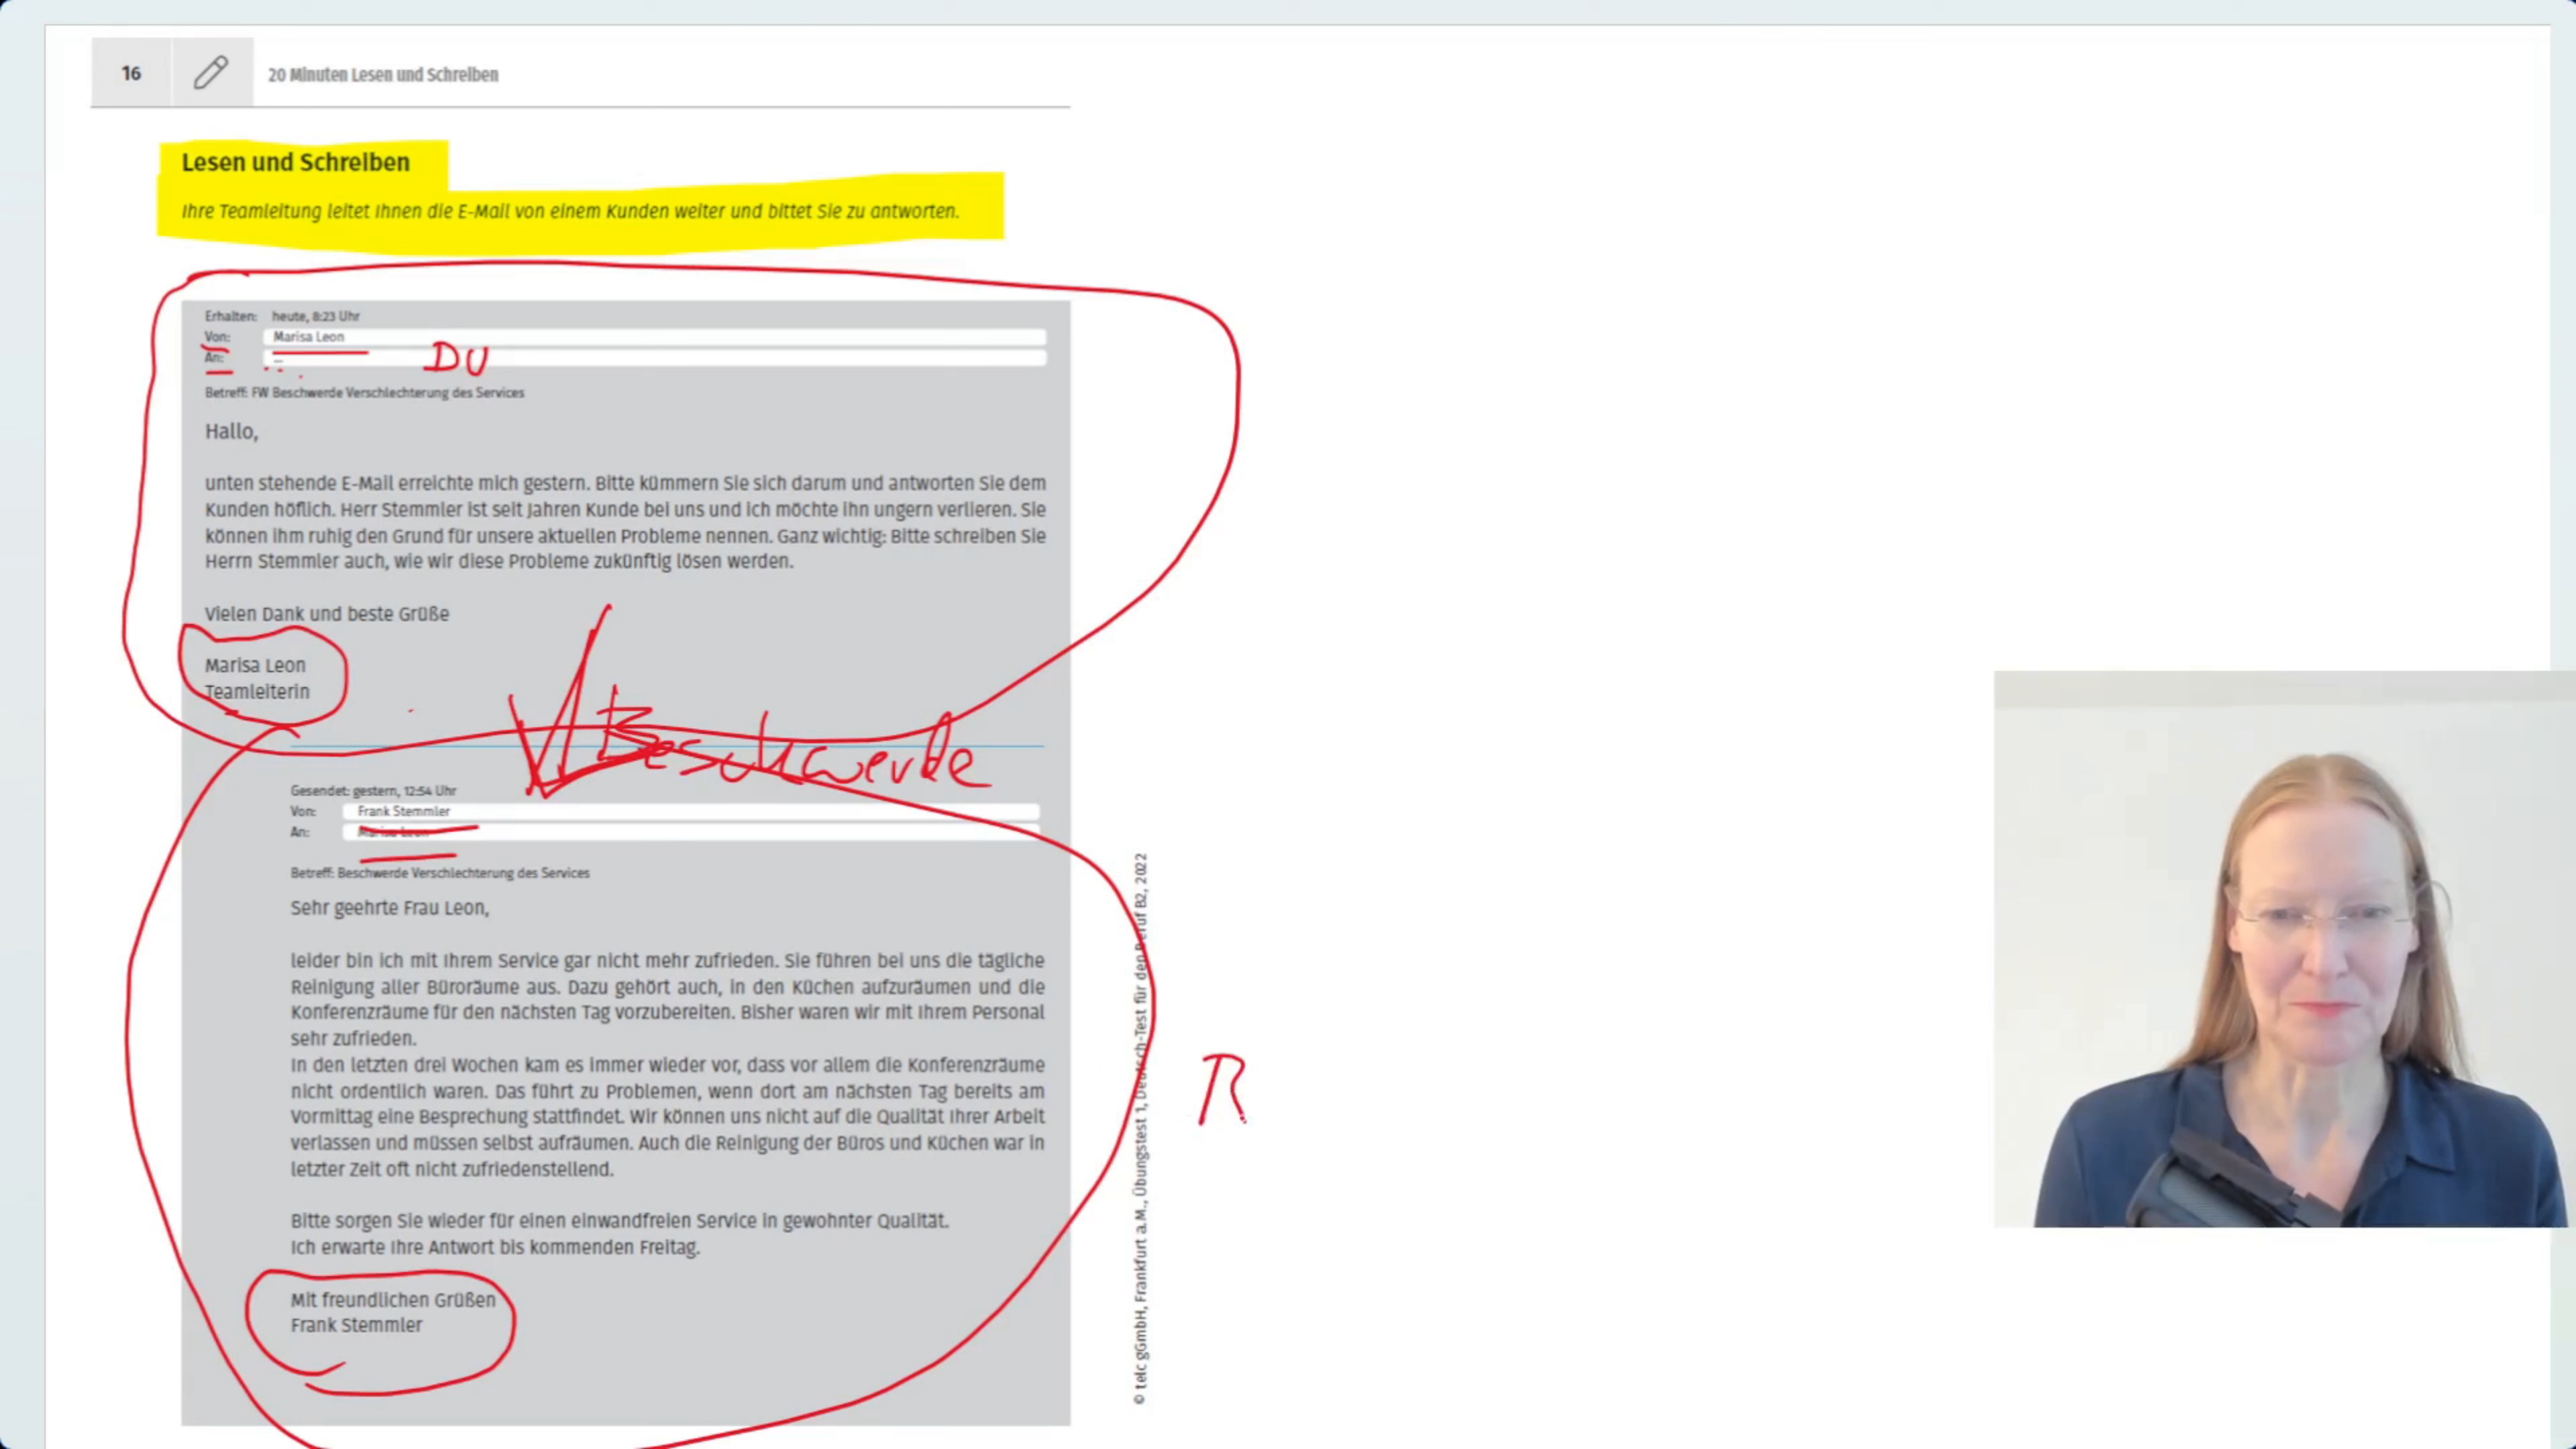 16
20 Minuten Lesen und Schreiben
Lesen und Schreiben
Ihre Teamleitung leitet Ihnen die E-Mail von einem Kunden weiter und bittet Sie zu antworten.
Erhalten: heute, 8:23 Uhr
Von: Marisa Leon
An: ...
DU
Betreff: FW Beschwerde Verschlechterung des Services
Hallo,
unten stehende E-Mail erreichte mich gestern. Bitte kümmern Sie sich darum und antworten Sie dem
Kunden höflich. Herr Stemmler ist seit Jahren Kunde bei uns und ich möchte ihn ungern verlieren. Sie
können ihm ruhig den Grund für unsere aktuellen Probleme nennen. Ganz wichtig: Bitte schreiben Sie
Herrn Stemmler auch, wie wir diese Probleme zukünftig lösen werden.
Vielen Dank und beste Grüße
Marisa Leon
Teamleiterin
Beschwerde
Gesendet: gestern, 12:54 Uhr
Von: Frank Stemmler
An: Marisa Leon
Betreff: Beschwerde Verschlechterung des Services
Sehr geehrte Frau Leon,
leider bin ich mit Ihrem Service gar nicht mehr zufrieden. Sie führen bei uns die tägliche
Reinigung aller Büroräume aus. Dazu gehört auch, in den Küchen aufzuräumen und die
Konferenzräume für den nächsten Tag vorzubereiten. Bisher waren wir mit Ihrem Personal
sehr zufrieden.
In den letzten drei Wochen kam es immer wieder vor, dass vor allem die Konferenzräume
nicht ordentlich waren. Das führt zu Problemen, wenn dort am nächsten Tag bereits am
Vormittag eine Besprechung stattfindet. Wir können uns nicht auf die Qualität Ihrer Arbeit
verlassen und müssen selbst aufräumen. Auch die Reinigung der Büros und Küchen war in
letzter Zeit oft nicht zufriedenstellend.
Bitte sorgen Sie wieder für einen einwandfreien Service in gewohnter Qualität.
Ich erwarte Ihre Antwort bis kommenden Freitag.
Mit freundlichen Grüßen
Frank Stemmler
© telc gGmbH, Frankfurt a.M., Übungstest 1, Deutsch-Test für den Beruf B2, 2022
R